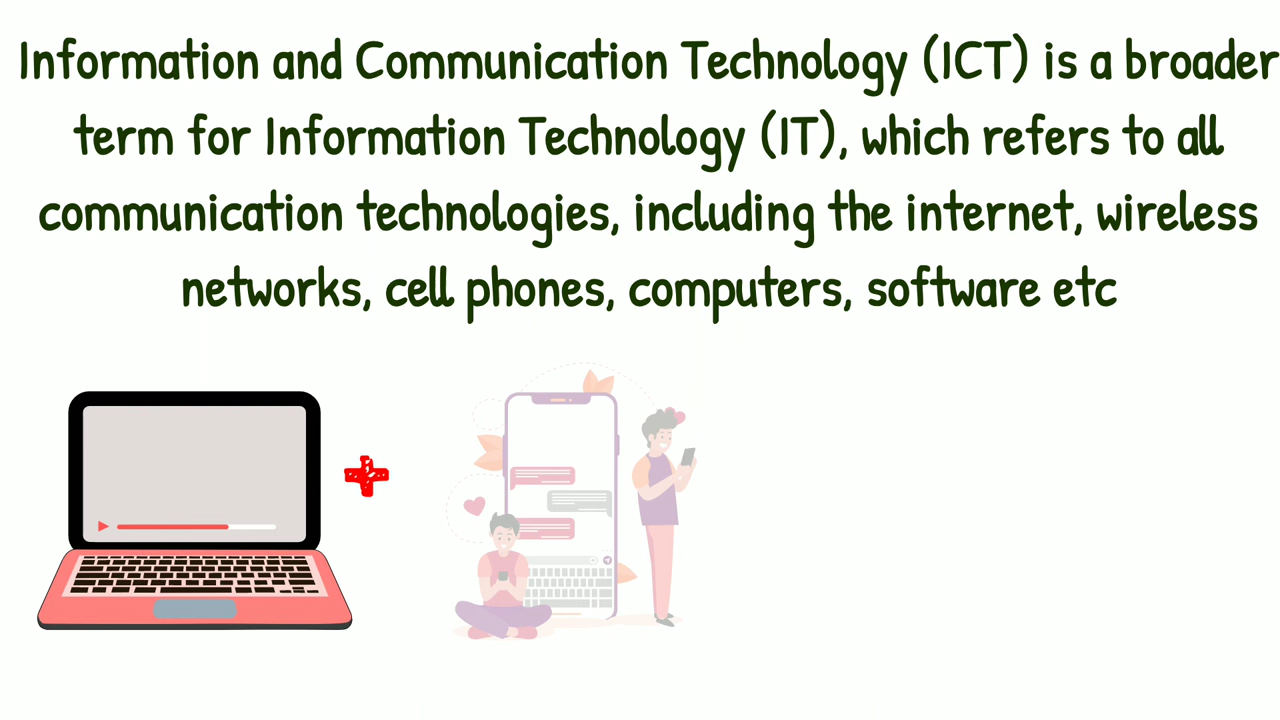 Information and Communication Technology (ICT) is a broader
term for Information Technology (IT), which refers to all
communication technologies, including the internet, wireless
networks, cell phones, computers, software etc